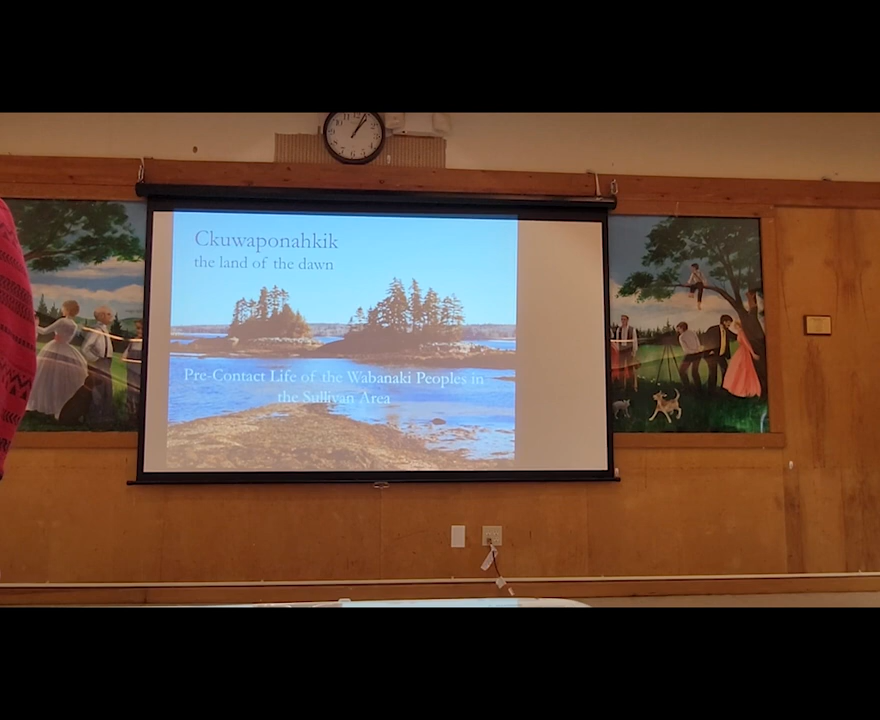 Ckuwaponahkik
the land of the dawn
Pre-Contact Life of the Wabanaki Peoples in
the Sullivan Area